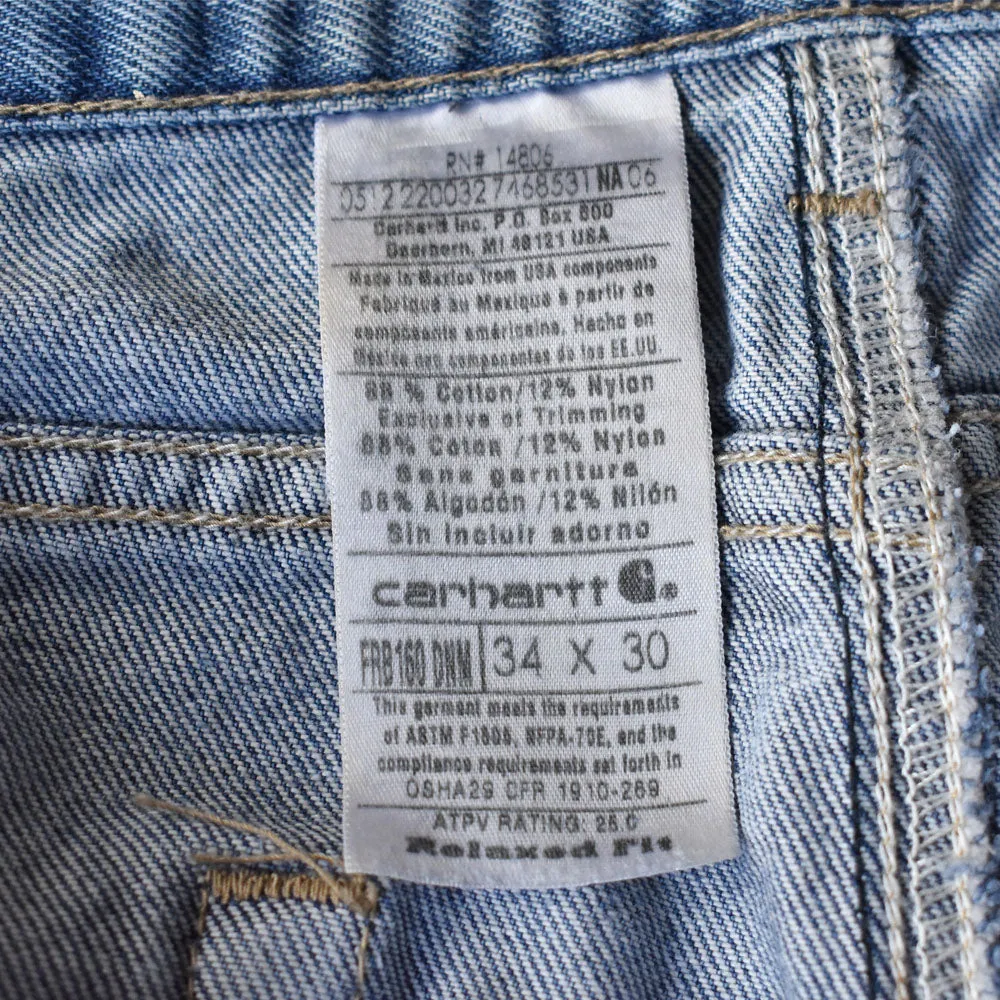 RN# 14806
0512 220032 7468531 NA 06
Carhartt Inc. P.O. Box 600
Dearborn, MI 48121 USA
Made in Mexico from USA components
Fabriqué au Mexique à partir de
composants américains. Hecho en
México con componentes de los EE.UU.
88 % Cotton/12% Nylon
Exclusive of Trimming
88% Coton /12% Nylon
Sans garniture
88% Algodón /12% Nilón
Sin incluir adorno
carhartt C®
FRB160 DNM 34 X 30
This garment meets the requirements
of ASTM F1506, NFPA-70E, and the
compliance requirements set forth in
OSHA29 CFR 1910-269
ATPV RATING: 25.0
Relaxed Fit